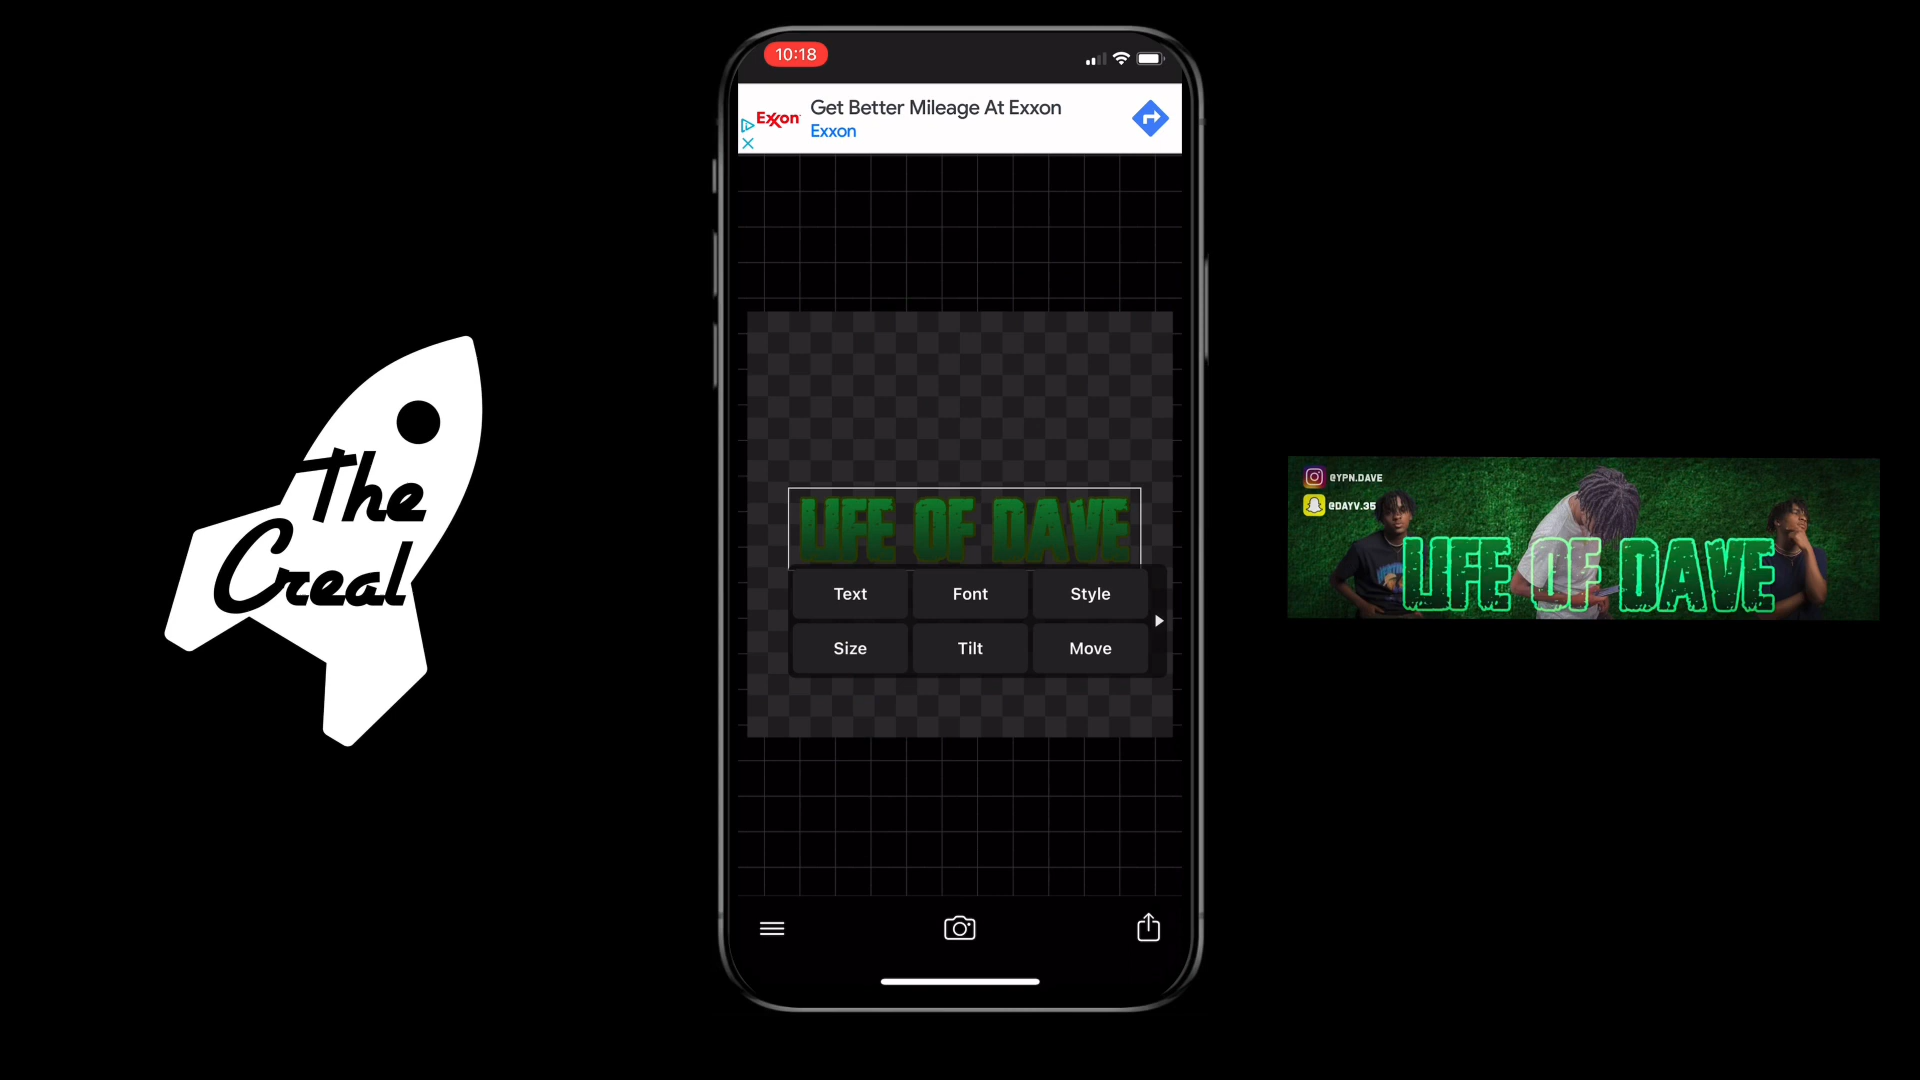 The
Creal
10:18
Exxon
Get Better Mileage At Exxon
Exxon
LIFE OF DAVE
Text
Font
Style
Size
Tilt
Move
@YPN.DAVE
@DAYV.35
LIFE OF DAVE